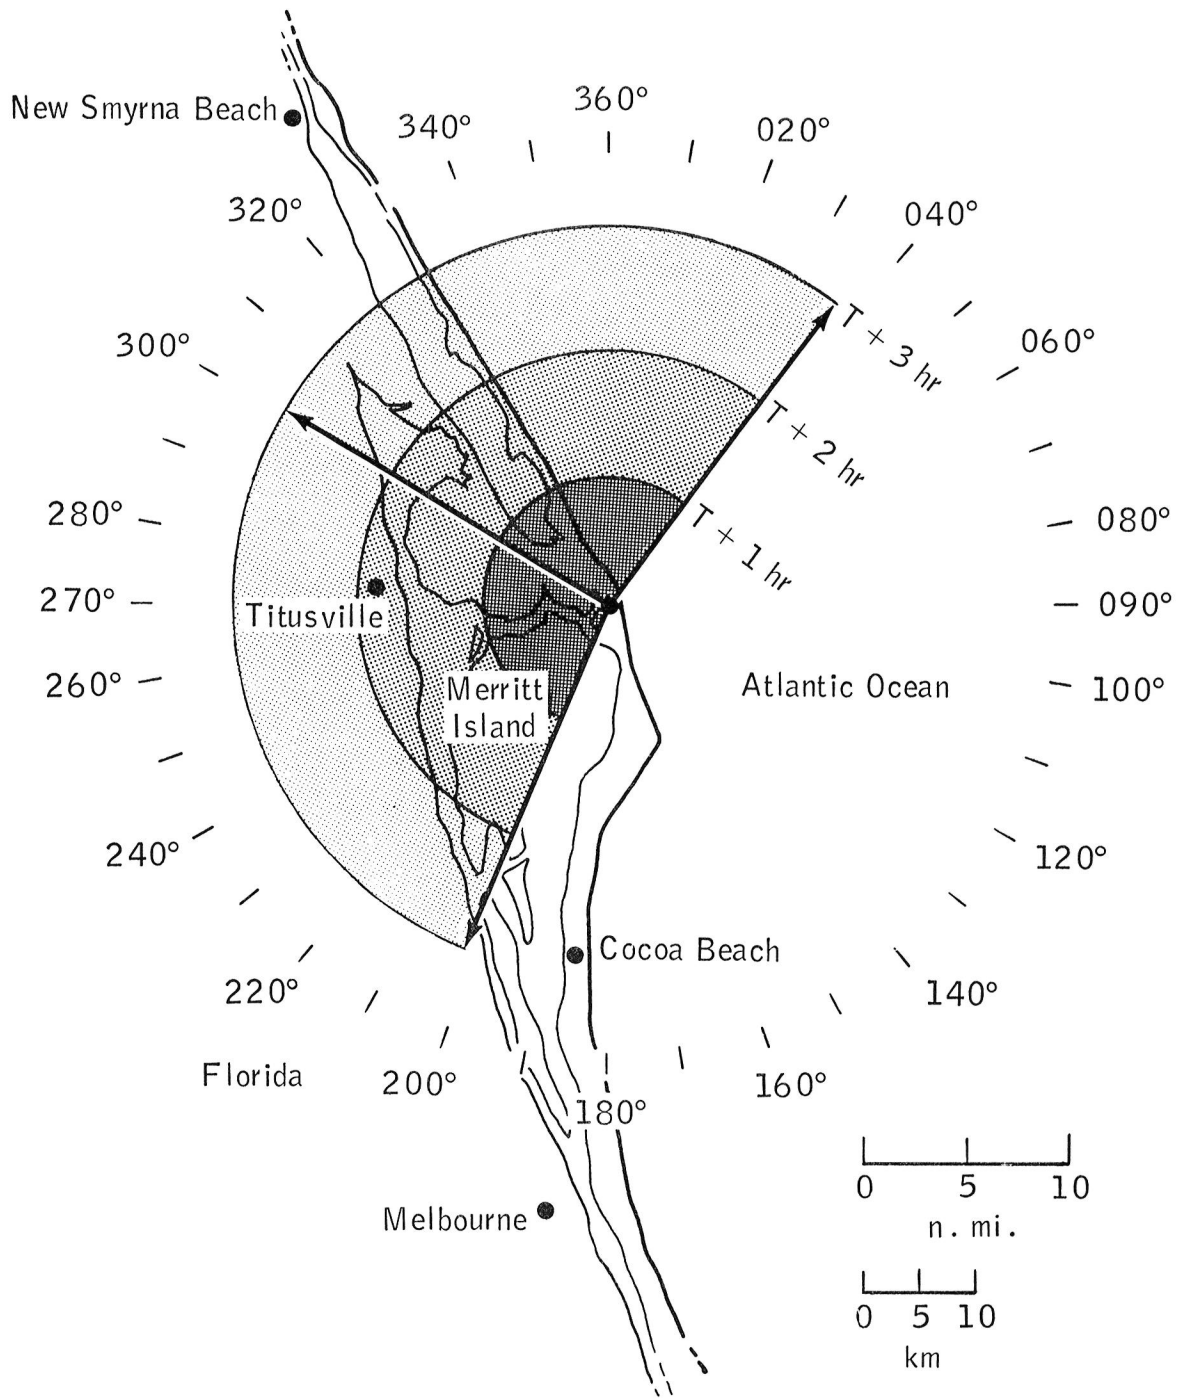 360°
New Smyrna Beach
340°
020°
320°
040°
300°
T + 3 hr
060°
T + 2 hr
280°
T + 1 hr
080°
270°
Titusville
090°
260°
Merritt
Island
Atlantic Ocean
100°
240°
120°
Cocoa Beach
220°
140°
Florida
200°
180°
160°
0 5 10
n. mi.
Melbourne
0 5 10
km